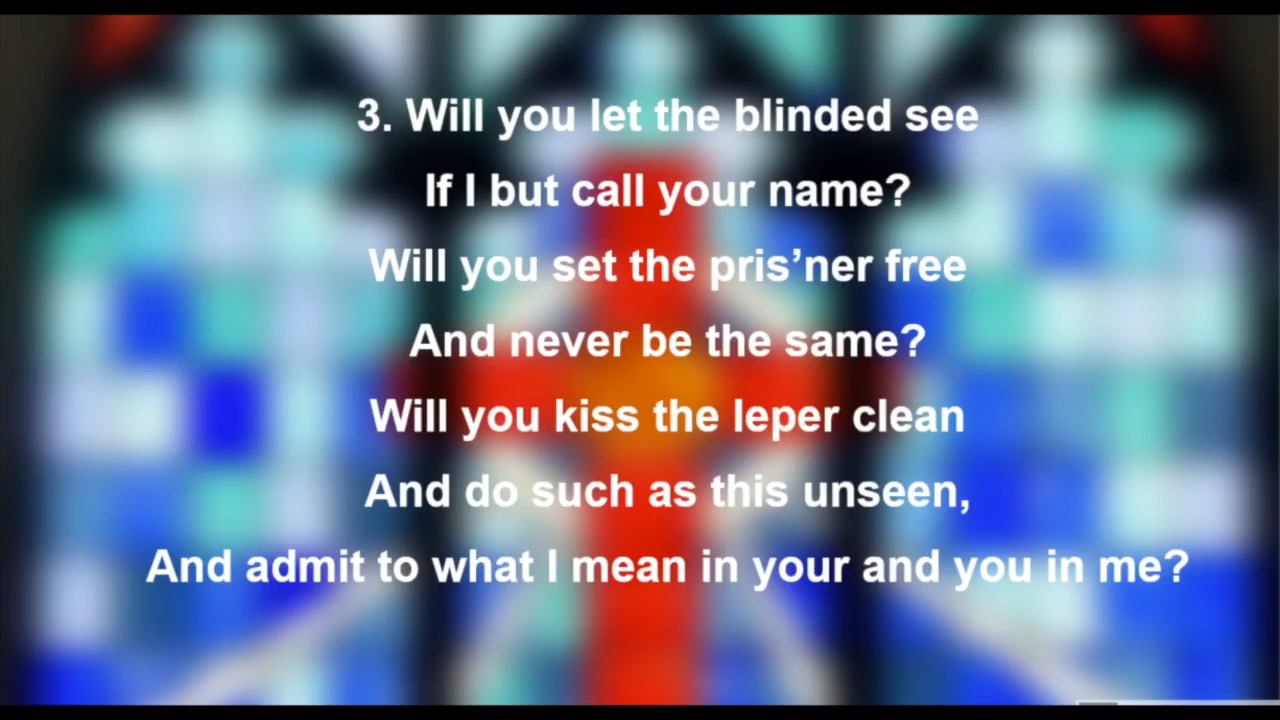 3. Will you let the blinded see
If I but call your name?
Will you set the pris’ner free
And never be the same?
Will you kiss the leper clean
And do such as this unseen,
And admit to what I mean in your and you in me?